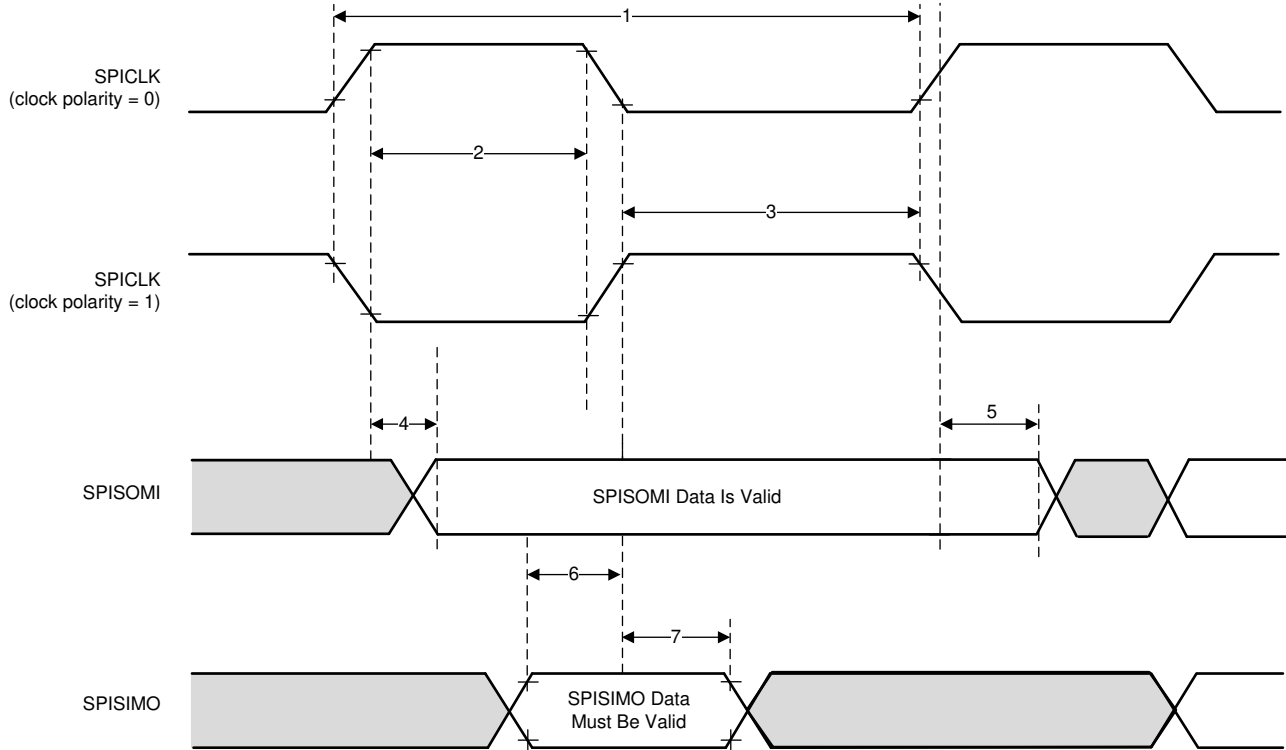 1
SPICLK
(clock polarity = 0)
2
3
SPICLK
(clock polarity = 1)
4
5
SPISOMI
SPISOMI Data Is Valid
6
7
SPISIMO
SPISIMO Data
Must Be Valid